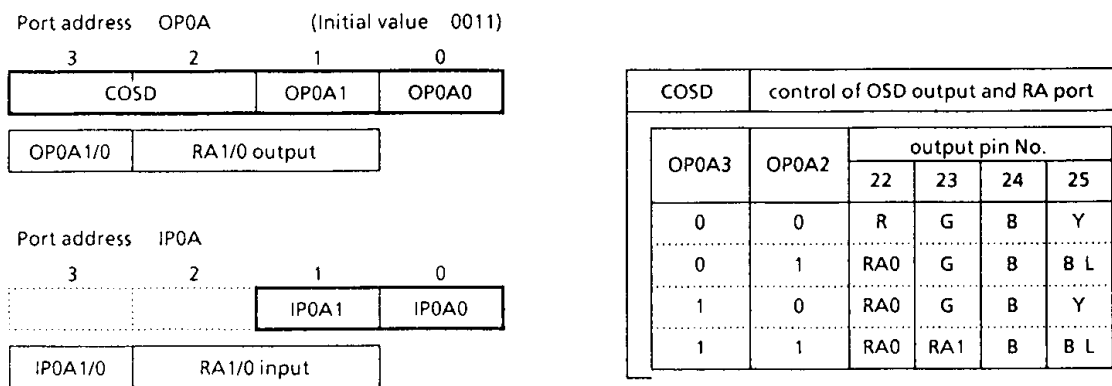 Port address OP0A (Initial value 0011)
3 2 1 0
COSD OP0A1 OP0A0
OP0A1/0 RA1/0 output
Port address IP0A
3 2 1 0
IP0A1 IP0A0
IP0A1/0 RA1/0 input
COSD control of OSD output and RA port
OP0A3 OP0A2 output pin No.
22 23 24 25
0 0 R G B Y
0 1 RA0 G B BL
1 0 RA0 G B Y
1 1 RA0 RA1 B BL